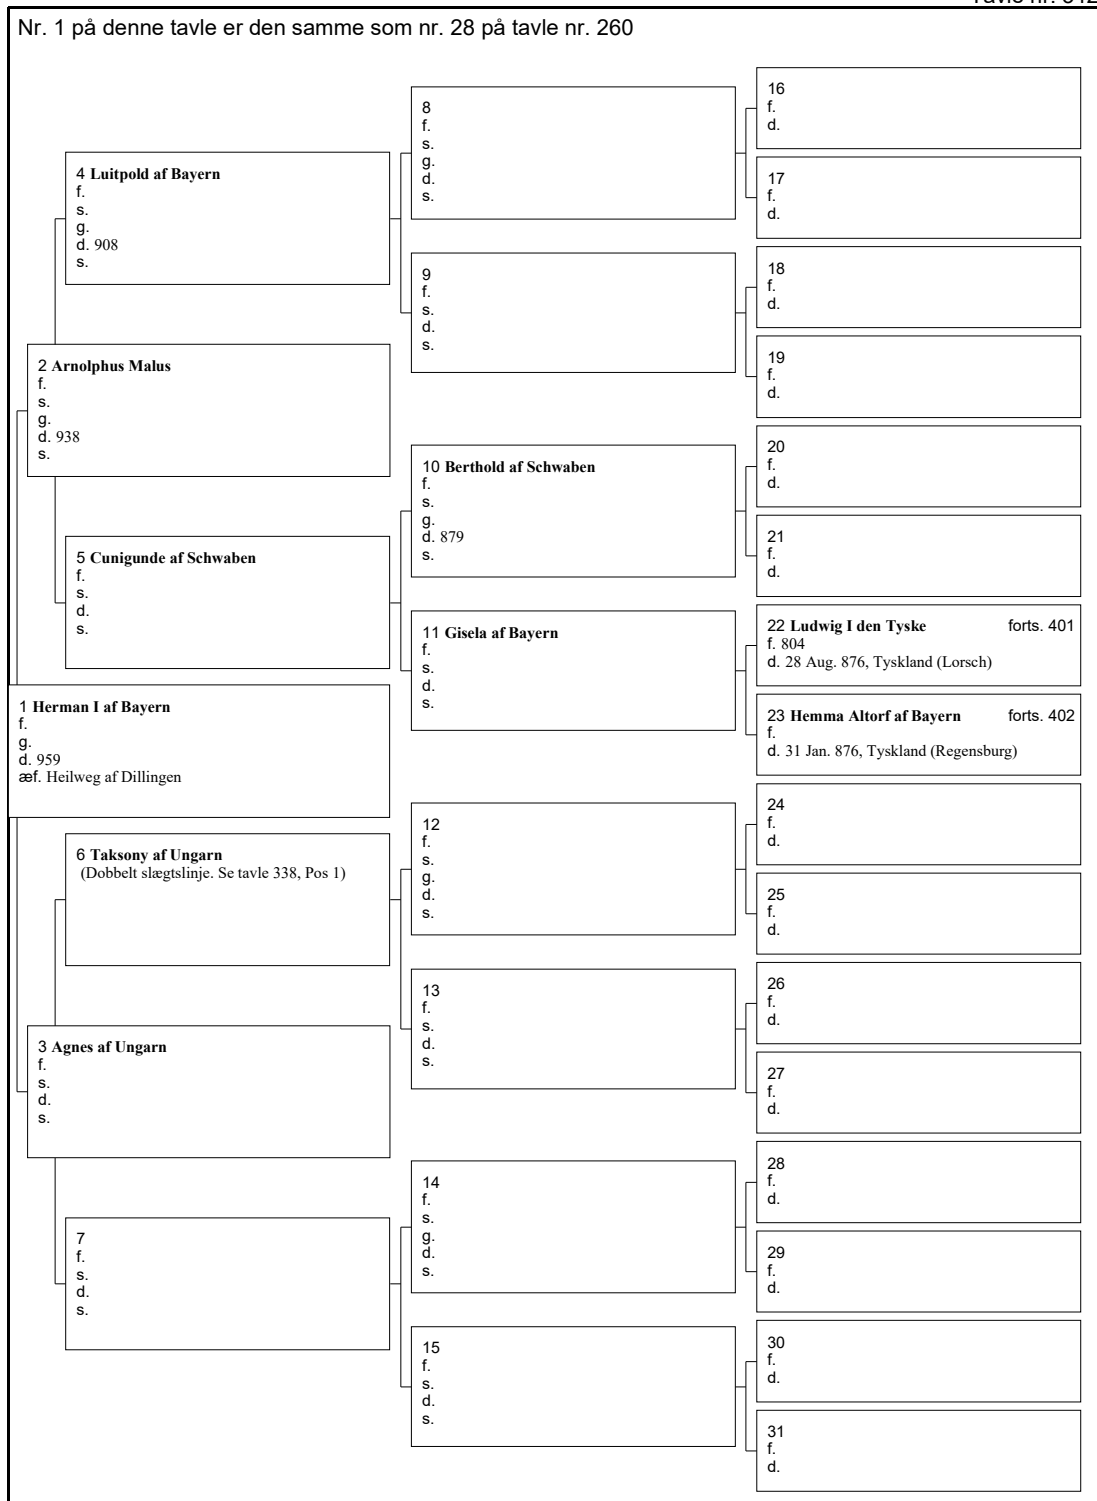 Nr. 1 på denne tavle er den samme som nr. 28 på tavle nr. 260
1 Herman I af Bayern
f.
g.
d. 959
æf. Heilweg af Dillingen
2 Arnolphus Malus
f.
s.
g.
d. 938
s.
3 Agnes af Ungarn
f.
s.
d.
s.
4 Luitpold af Bayern
f.
s.
g.
d. 908
s.
5 Cunigunde af Schwaben
f.
s.
d.
s.
6 Taksony af Ungarn
(Dobbelt slægtslinje. Se tavle 338, Pos 1)
7
f.
s.
d.
s.
8
f.
s.
g.
d.
s.
9
f.
s.
d.
s.
10 Berthold af Schwaben
f.
s.
g.
d. 879
s.
11 Gisela af Bayern
f.
s.
d.
s.
12
f.
s.
g.
d.
s.
13
f.
s.
d.
s.
14
f.
s.
g.
d.
s.
15
f.
s.
d.
s.
16
f.
d.
17
f.
d.
18
f.
d.
19
f.
d.
20
f.
d.
21
f.
d.
22 Ludwig I den Tyske forts. 401
f. 804
d. 28 Aug. 876, Tyskland (Lorsch)
23 Hemma Altorf af Bayern forts. 402
f.
d. 31 Jan. 876, Tyskland (Regensburg)
24
f.
d.
25
f.
d.
26
f.
d.
27
f.
d.
28
f.
d.
29
f.
d.
30
f.
d.
31
f.
d.